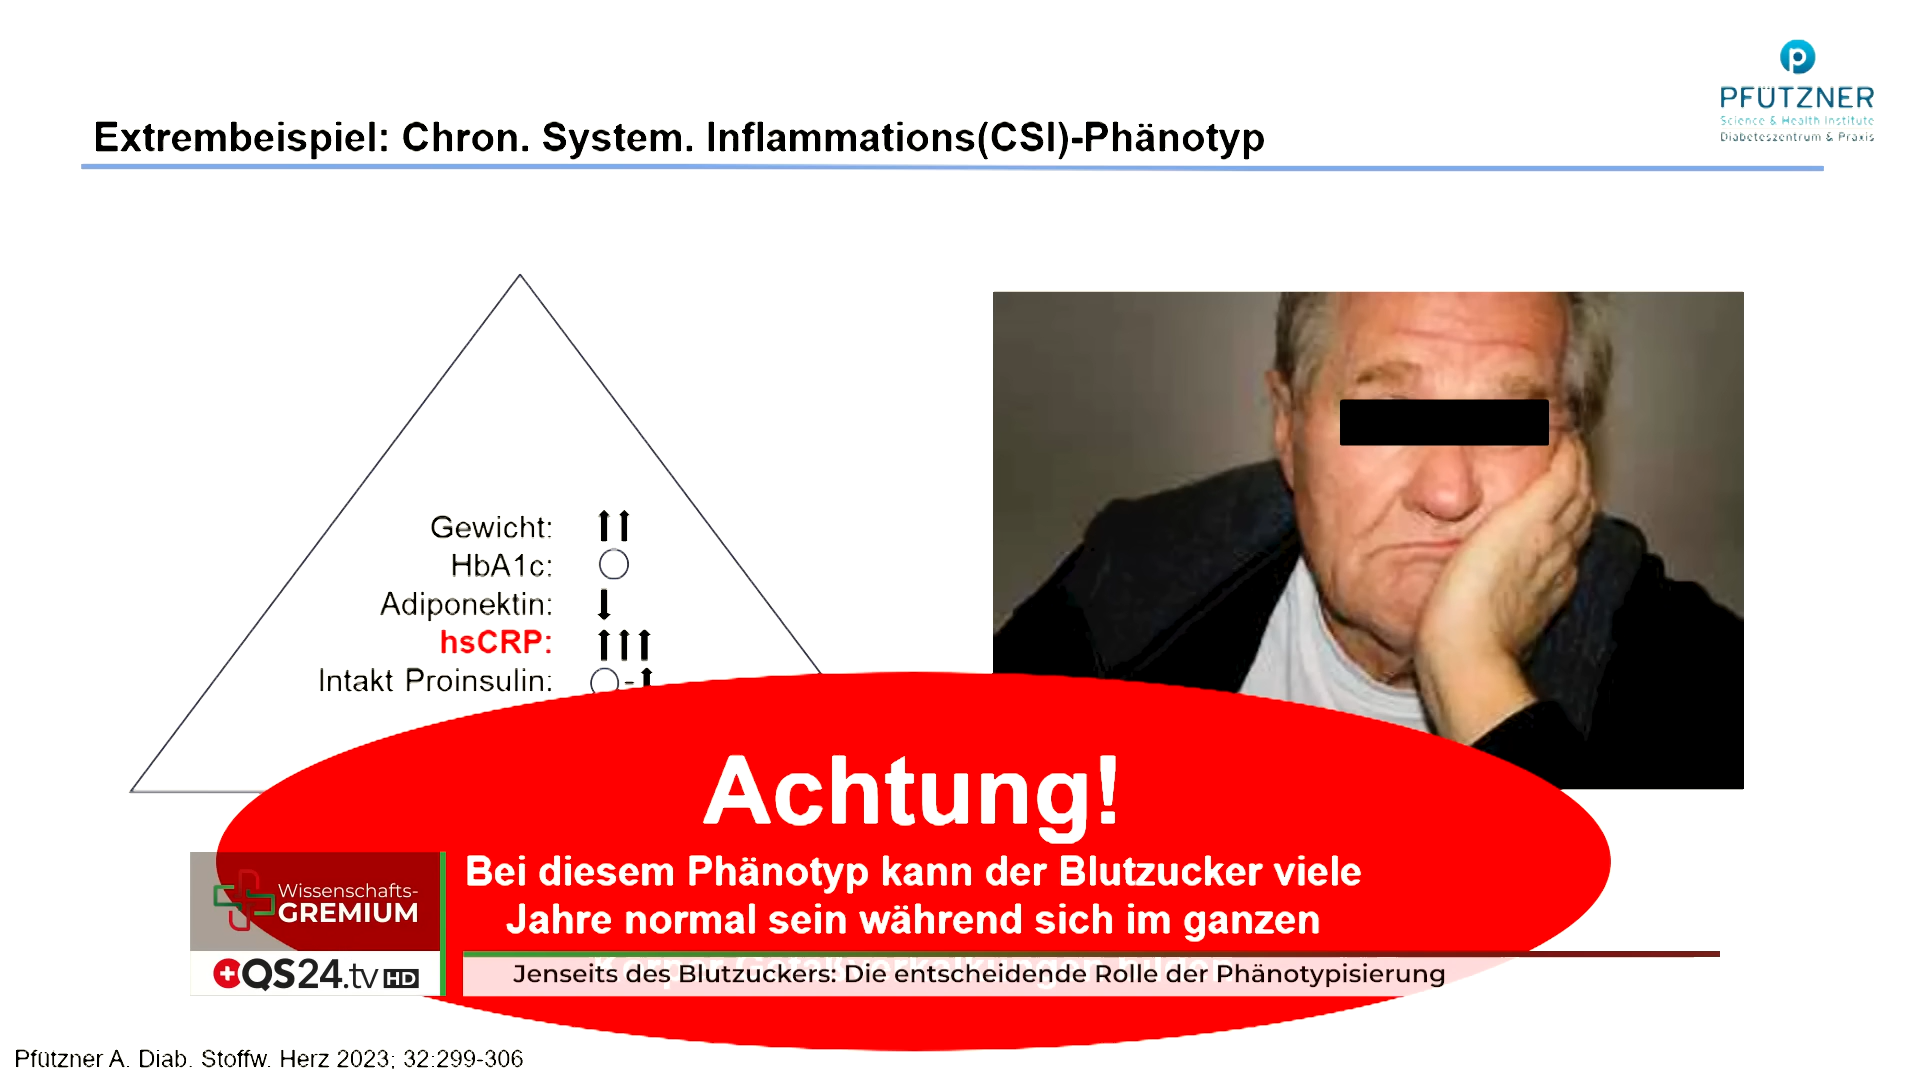 PFÜTZNER
Science & Health Institute
Diabeteszentrum & Praxis
Extrembeispiel: Chron. System. Inflammations(CSI)-Phänotyp
Gewicht:
HbA1c:
Adiponektin:
hsCRP:
Intakt Proinsulin:
Achtung!
Bei diesem Phänotyp kann der Blutzucker viele
Jahre normal sein während sich im ganzen
Wissenschafts-
GREMIUM
QS24.tv HD
Jenseits des Blutzuckers: Die entscheidende Rolle der Phänotypisierung
Pfützner A. Diab. Stoffw. Herz 2023; 32:299-306